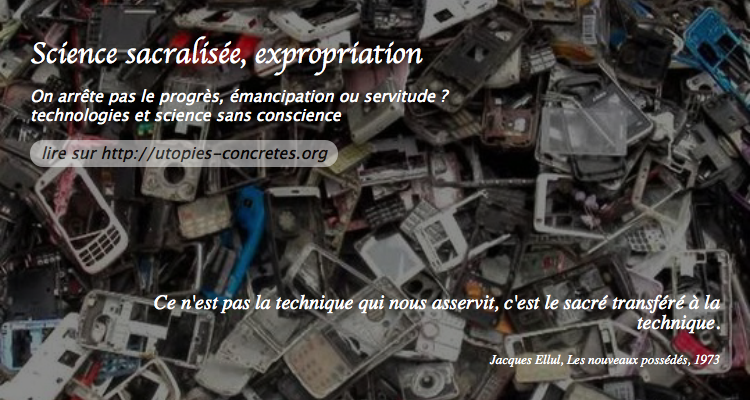 Science sacralisée, expropriation
On arrête pas le progrès, émancipation ou servitude ?
technologies et science sans conscience
lire sur http://utopies-concretes.org
Ce n'est pas la technique qui nous asservit, c'est le sacré transféré à la
technique.
Jacques Ellul, Les nouveaux possédés, 1973